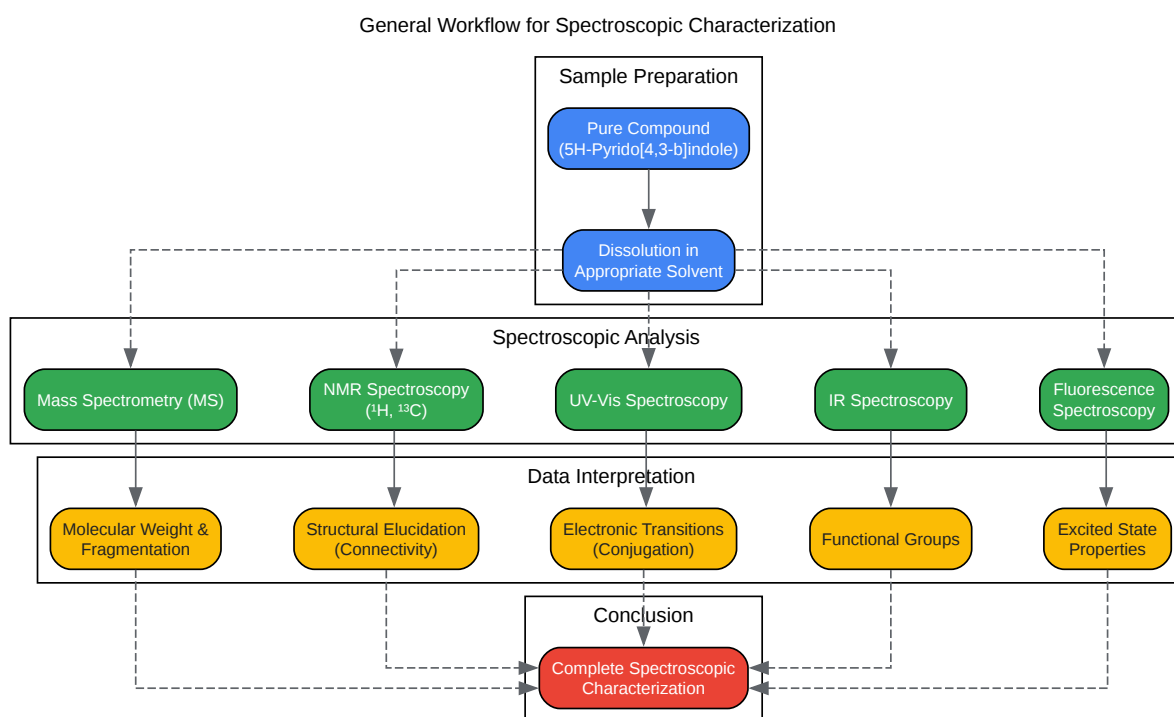 General Workflow for Spectroscopic Characterization
Sample Preparation
Pure Compound
(5H-Pyrido[4,3-b]indole)
Dissolution in
Appropriate Solvent
Spectroscopic Analysis
Mass Spectrometry (MS)
NMR Spectroscopy
(¹H, ¹³C)
UV-Vis Spectroscopy
IR Spectroscopy
Fluorescence
Spectroscopy
Data Interpretation
Molecular Weight &
Fragmentation
Structural Elucidation
(Connectivity)
Electronic Transitions
(Conjugation)
Functional Groups
Excited State
Properties
Conclusion
Complete Spectroscopic
Characterization